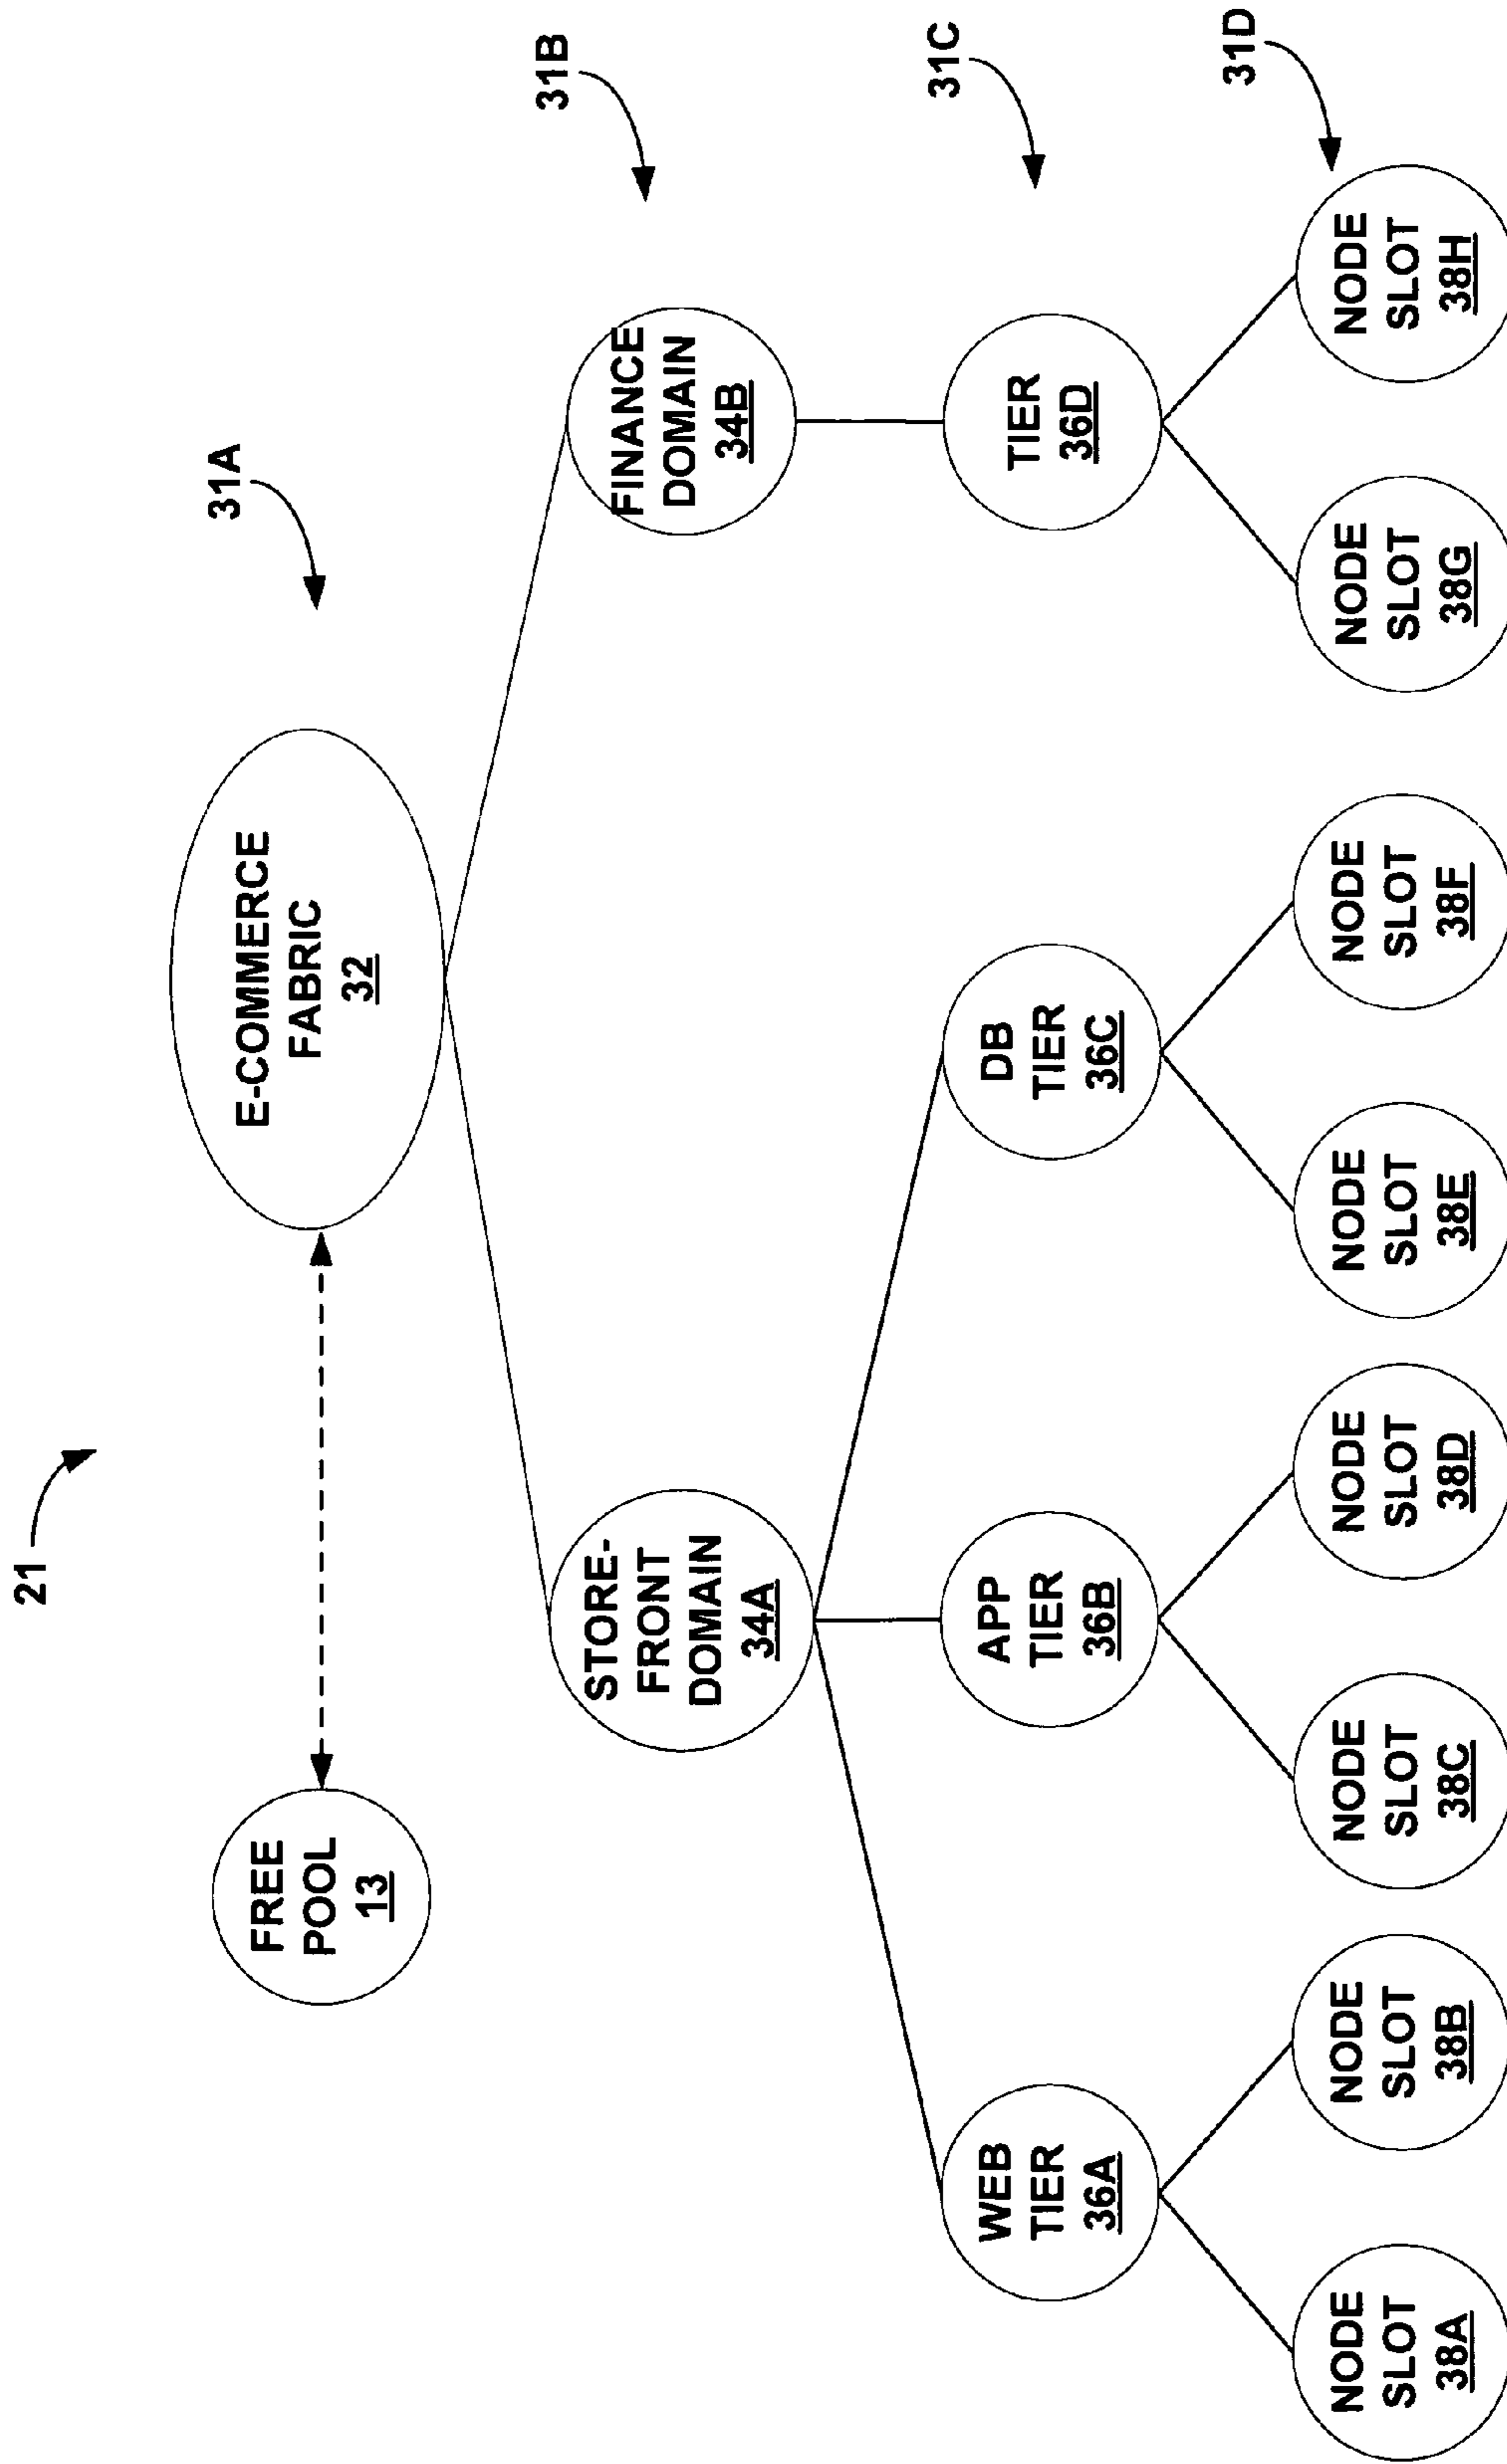 21
31A
FREE
POOL
13
E-COMMERCE
FABRIC
32
31B
STORE-
FRONT
DOMAIN
34A
FINANCE
DOMAIN
34B
31C
WEB
TIER
36A
APP
TIER
36B
DB
TIER
36C
TIER
36D
31D
NODE
SLOT
38A
NODE
SLOT
38B
NODE
SLOT
38C
NODE
SLOT
38D
NODE
SLOT
38E
NODE
SLOT
38F
NODE
SLOT
38G
NODE
SLOT
38H